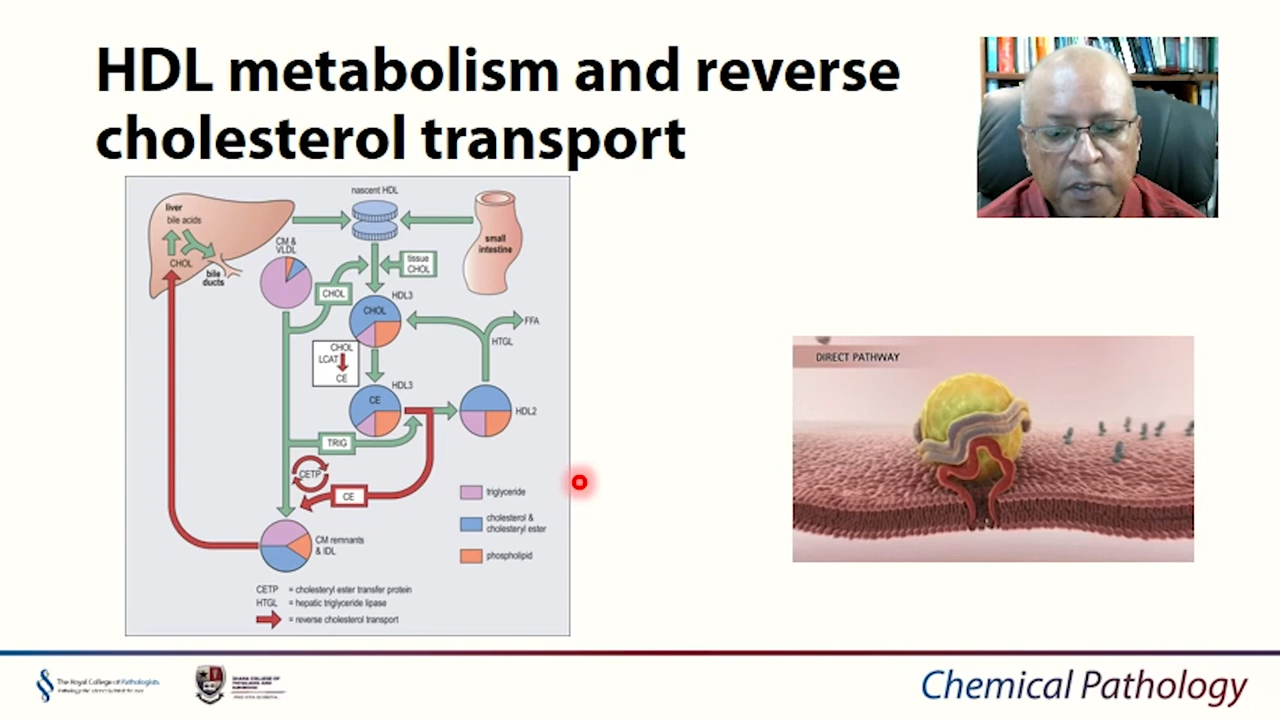 HDL metabolism and reverse
cholesterol transport
nascent HDL
liver
bile acids
CHOL
bile
ducts
small
intestine
CM &
VLDL
tissue
CHOL
CHOL
HDL3
CHOL
FFA
HTGL
CHOL
LCAT
CE
HDL3
CE
HDL2
TRIG
CETP
CE
triglyceride
cholesterol &
cholesteryl ester
phospholipid
CM remnants
& IDL
CETP = cholesteryl ester transfer protein
HTGL = hepatic triglyceride lipase
= reverse cholesterol transport
DIRECT PATHWAY
The Royal College of Pathologists
GHANA COLLEGE OF
Chemical Pathology